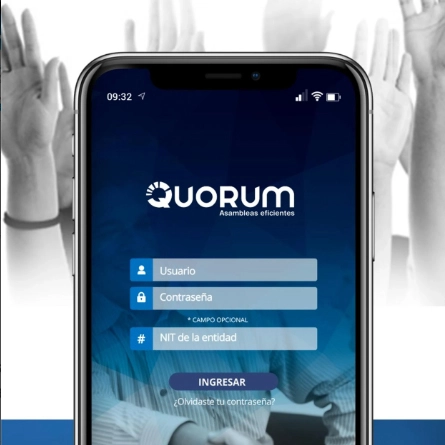 09:32
QUORUM
Asambleas eficientes
Usuario
Contraseña
* CAMPO OPCIONAL
# NIT de la entidad
INGRESAR
¿Olvidaste tu contraseña?